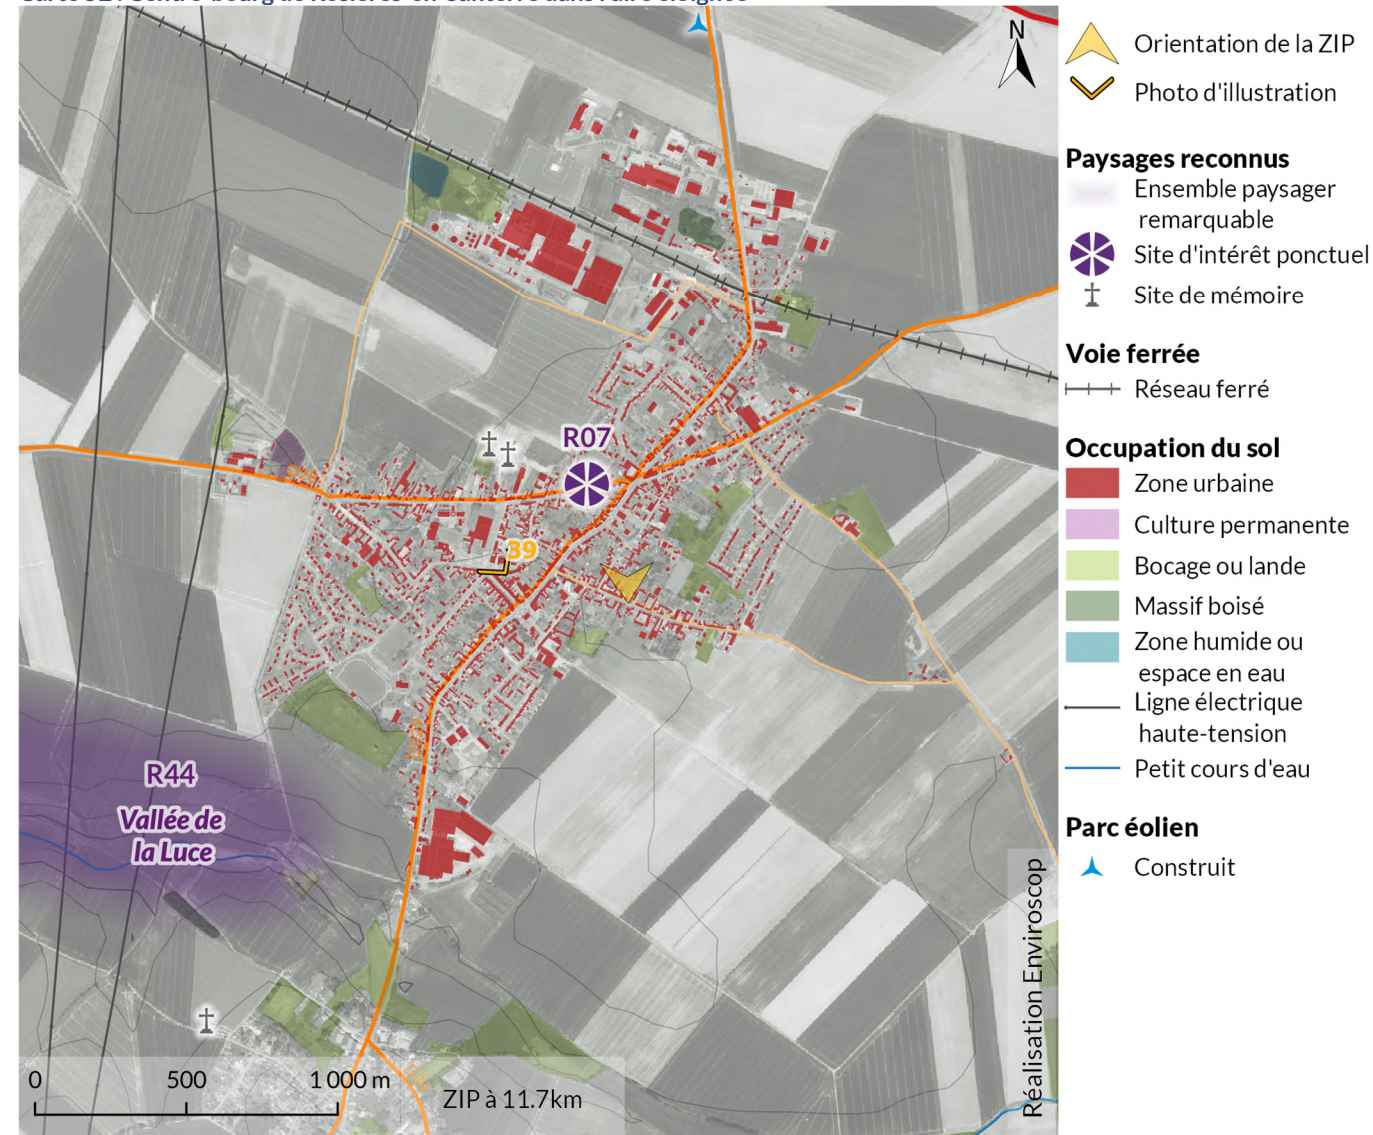 N
R07
39
R44
Vallée de
la Luce
0 500 1 000 m
ZIP à 11.7km
Réalisation Enviroscop
Orientation de la ZIP
Photo d'illustration
Paysages reconnus
Ensemble paysager
remarquable
Site d'intérêt ponctuel
Site de mémoire
Voie ferrée
Réseau ferré
Occupation du sol
Zone urbaine
Culture permanente
Bocage ou lande
Massif boisé
Zone humide ou
espace en eau
Ligne électrique
haute-tension
Petit cours d'eau
Parc éolien
Construit